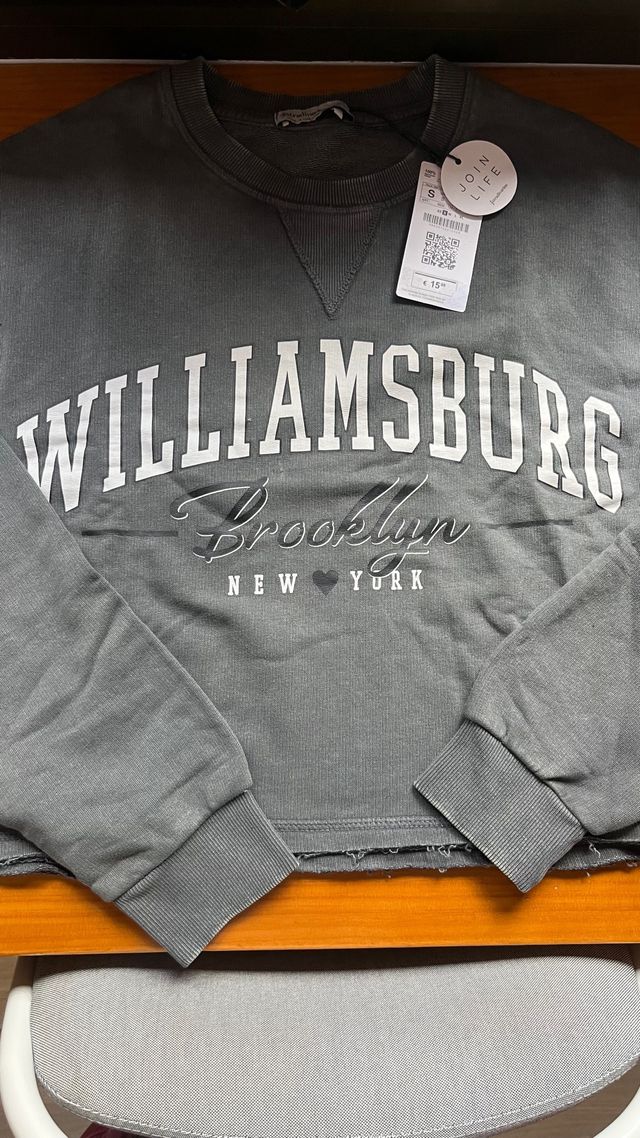 JOIN
LIFE
S
€ 15
WILLIAMSBURG
Brooklyn
NEW YORK